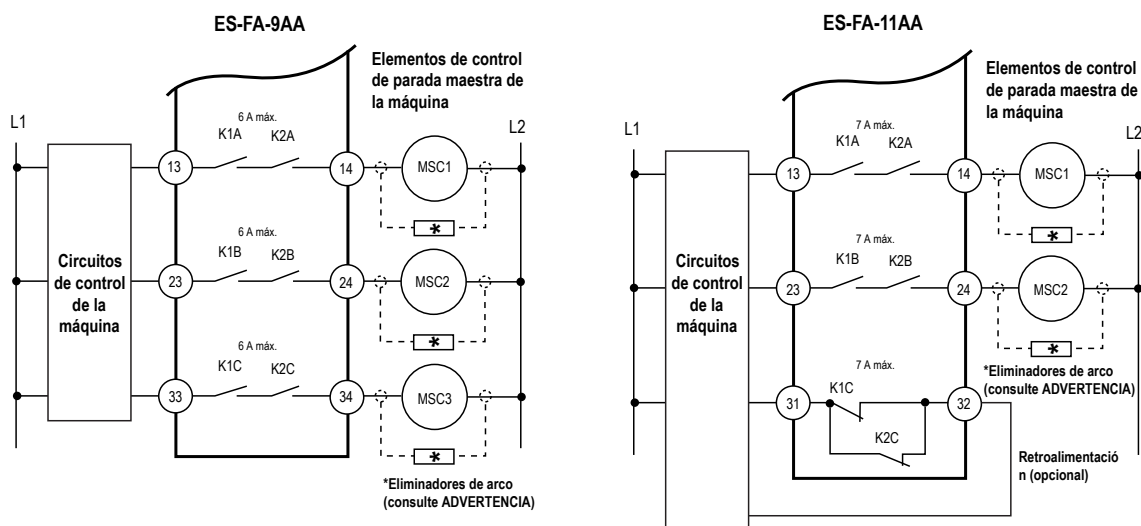 ES-FA-9AA
Elementos de control
de parada maestra de
la máquina
L1
L2
6 A máx.
K1A
K2A
13
14
MSC1
*
6 A máx.
K1B
K2B
23
24
MSC2
*
Circuitos
de control
de la
máquina
6 A máx.
K1C
K2C
33
34
MSC3
*
*Eliminadores de arco
(consulte ADVERTENCIA)
ES-FA-11AA
Elementos de control
de parada maestra de
la máquina
L1
L2
7 A máx.
K1A
K2A
13
14
MSC1
*
7 A máx.
K1B
K2B
23
24
MSC2
*
Circuitos
de control
de la
máquina
*Eliminadores de arco
(consulte ADVERTENCIA)
7 A máx.
K1C
31
32
K2C
Retroalimentació
n (opcional)